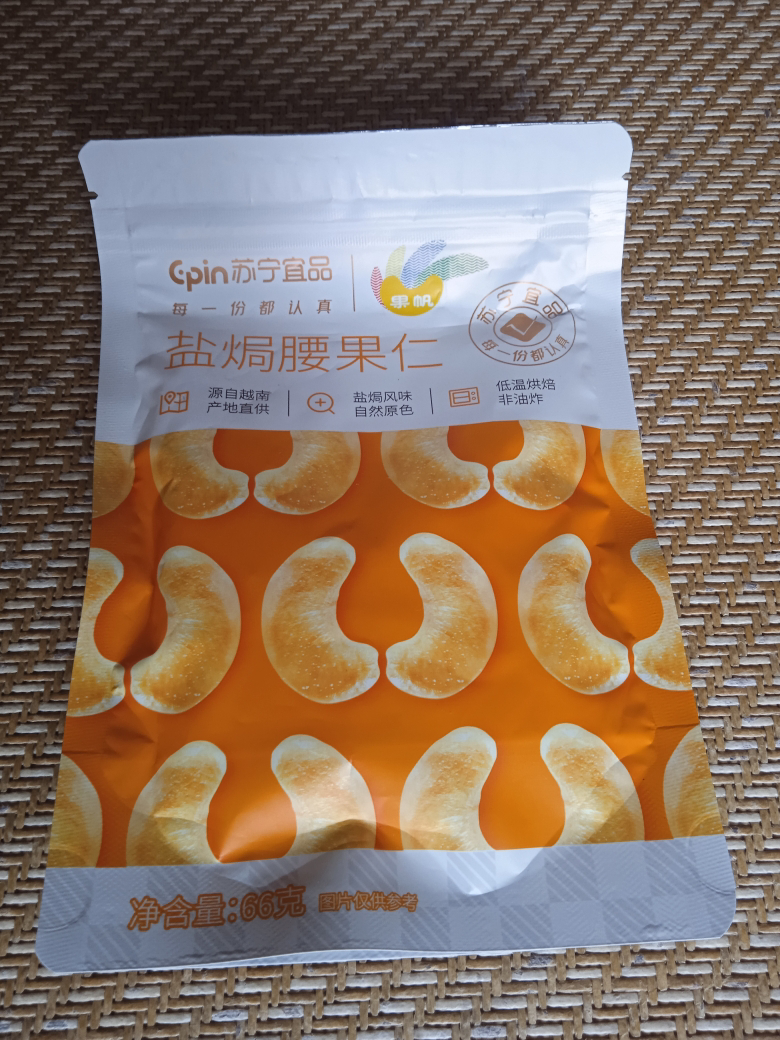 Epin苏宁宜品
每一份都认真
果帆
苏宁宜品
每一份都认真
盐焗腰果仁
源自越南
产地直供
盐焗风味
自然原色
低温烘焙
非油炸
净含量:66克 图片仅供参考